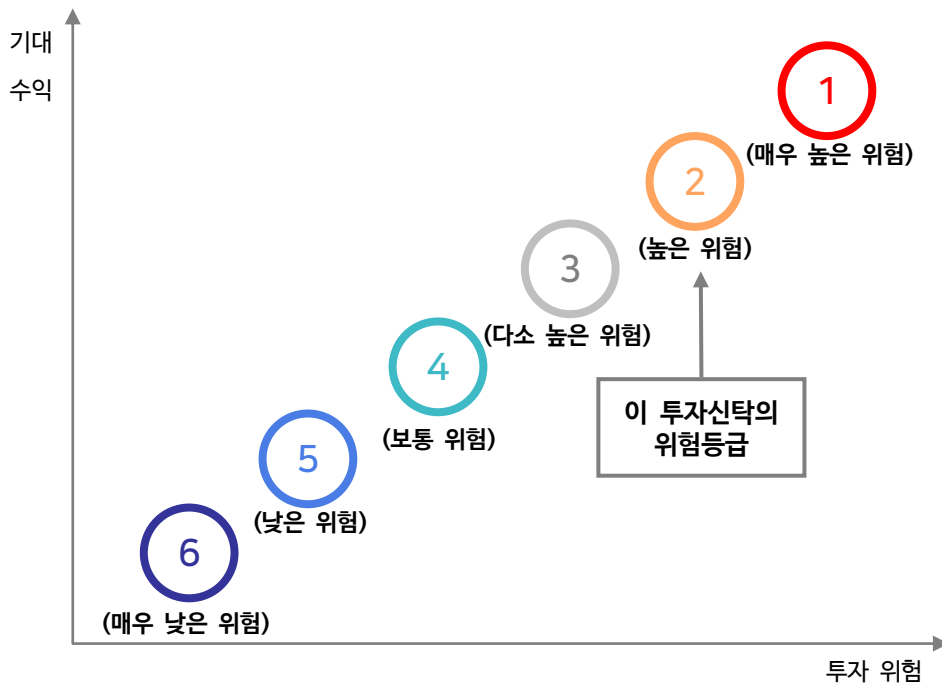 기대
수익
1
(매우 높은 위험)
2
(높은 위험)
3
(다소 높은 위험)
4
(보통 위험)
이 투자신탁의
위험등급
5
(낮은 위험)
6
(매우 낮은 위험)
투자 위험